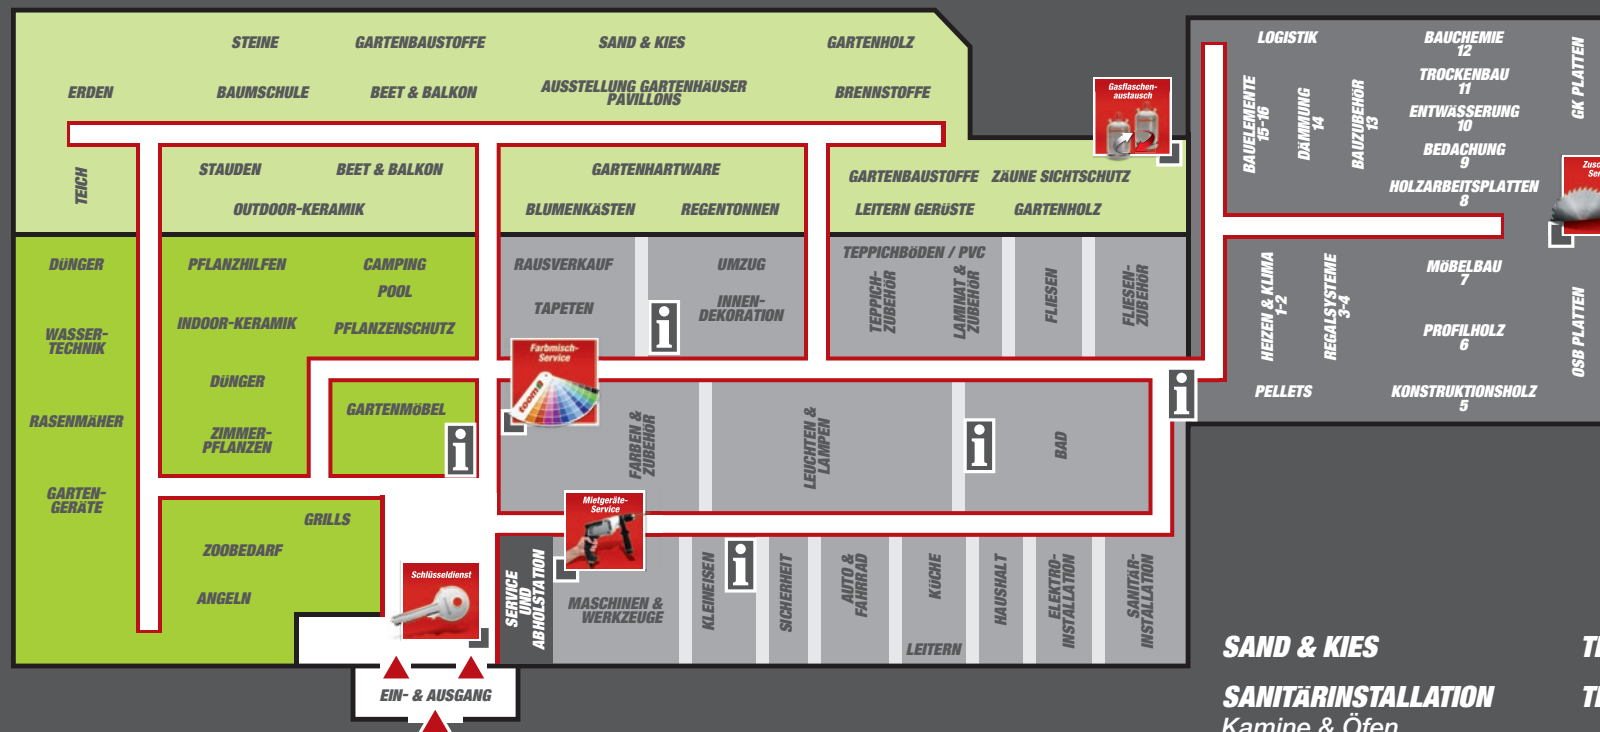 STEINE
GARTENBAUSTOFFE
SAND & KIES
GARTENHOLZ
ERDEN
BAUMSCHULE
BEET & BALKON
AUSSTELLUNG GARTENHÄUSER
PAVILLONS
BRENNSTOFFE
TEICH
STAUDEN
BEET & BALKON
OUTDOOR-KERAMIK
GARTENHARTWARE
BLUMENKÄSTEN
REGENTONNEN
GARTENBAUSTOFFE
ZÄUNE SICHTSCHUTZ
LEITERN GERÜSTE
GARTENHOLZ
Gasflaschen-
austausch
LOGISTIK
BAUELEMENTE
15-16
DÄMMUNG
14
BAUZUBEHÖR
13
BAUCHEMIE
12
TROCKENBAU
11
ENTWÄSSERUNG
10
BEDACHUNG
9
HOLZARBEITSPLATTEN
8
GK PLATTEN
DÜNGER
WASSER-
TECHNIK
RASENMÄHER
GARTEN-
GERÄTE
PFLANZHILFEN
CAMPING
POOL
INDOOR-KERAMIK
PFLANZENSCHUTZ
DÜNGER
ZIMMER-
PFLANZEN
GARTENMÖBEL
i
RAUSVERKAUF
TAPETEN
UMZUG
INNEN-
DEKORATION
i
Farbmisch-
Service
toom
TEPPICHBÖDEN / PVC
TEPPICH-
ZUBEHÖR
LAMINAT &
ZUBEHÖR
FLIESEN
FLIESEN-
ZUBEHÖR
HEIZEN & KLIMA
1-2
REGALSYSTEME
3-4
MÖBELBAU
7
PROFILHOLZ
6
PELLETS
KONSTRUKTIONSHOLZ
5
OSB PLATTEN
i
FARBEN &
ZUBEHÖR
LEUCHTEN &
LAMPEN
i
BAD
GRILLS
ZOOBEDARF
ANGELN
Schlüsseldienst
Mietgeräte-
Service
SERVICE
UND
ABHOLSTATION
MASCHINEN &
WERKZEUGE
KLEINEISEN
i
SICHERHEIT
AUTO &
FAHRRAD
KÜCHE
LEITERN
HAUSHALT
ELEKTRO-
INSTALLATION
SANITÄR-
INSTALLATION
EIN- & AUSGANG
SAND & KIES
SANITÄRINSTALLATION
Kamine & Öfen